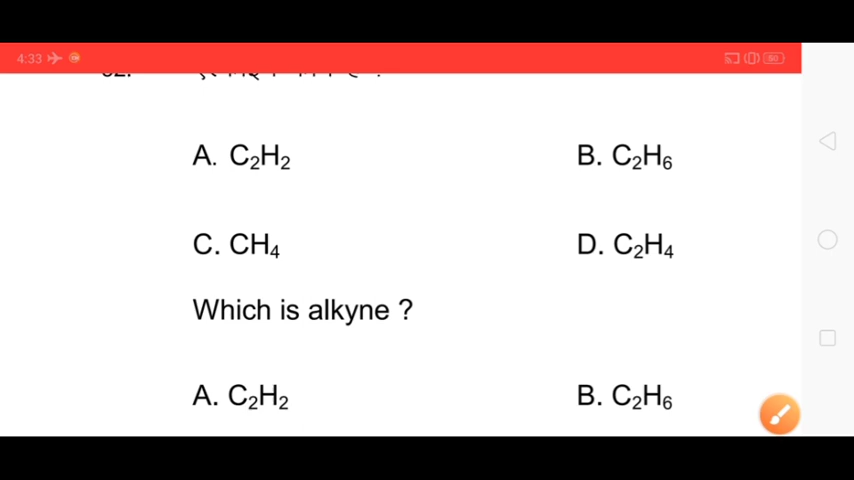 4:33
A. C₂H₂ B. C₂H₆
C. CH₄ D. C₂H₄
Which is alkyne ?
A. C₂H₂ B. C₂H₆